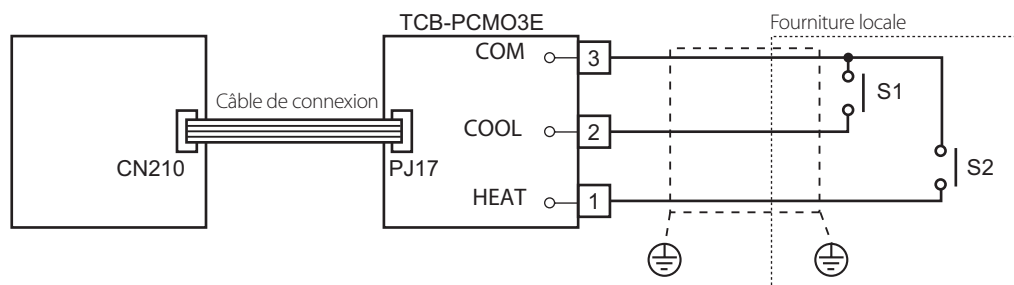 TCB-PCMO3E
Fourniture locale
COM
3
S1
Câble de connexion
COOL
2
CN210
PJ17
S2
HEAT
1